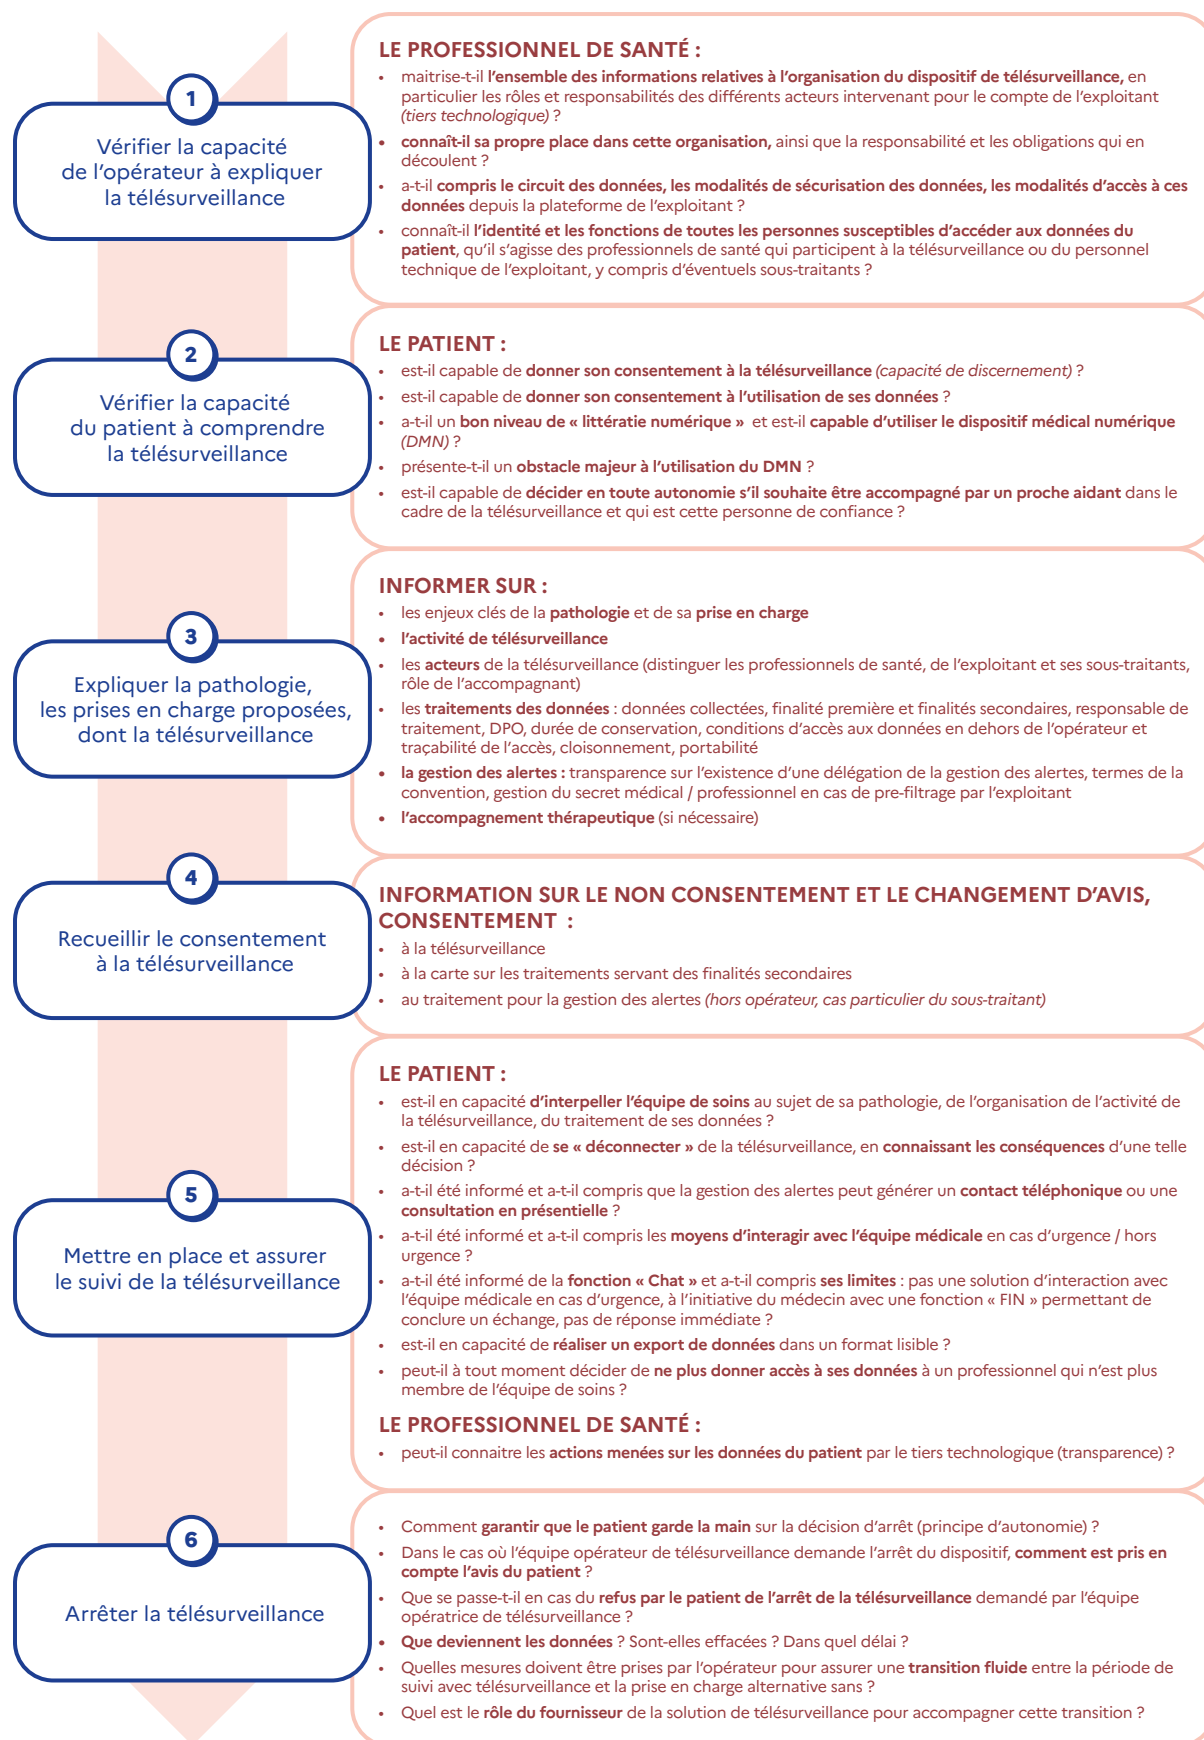 1
Vérifier la capacité
de l'opérateur à expliquer
la télésurveillance
LE PROFESSIONNEL DE SANTÉ :
• maitrise-t-il l'ensemble des informations relatives à l'organisation du dispositif de télésurveillance, en
particulier les rôles et responsabilités des différents acteurs intervenant pour le compte de l'exploitant
(tiers technologique) ?
• connaît-il sa propre place dans cette organisation, ainsi que la responsabilité et les obligations qui en
découlent ?
• a-t-il compris le circuit des données, les modalités de sécurisation des données, les modalités d'accès à ces
données depuis la plateforme de l'exploitant ?
• connaît-il l'identité et les fonctions de toutes les personnes susceptibles d'accéder aux données du
patient, qu'il s'agisse des professionnels de santé qui participent à la télésurveillance ou du personnel
technique de l'exploitant, y compris d'éventuels sous-traitants ?
2
Vérifier la capacité
du patient à comprendre
la télésurveillance
LE PATIENT :
• est-il capable de donner son consentement à la télésurveillance (capacité de discernement) ?
• est-il capable de donner son consentement à l'utilisation de ses données ?
• a-t-il un bon niveau de « littératie numérique » et est-il capable d'utiliser le dispositif médical numérique
(DMN) ?
• présente-t-il un obstacle majeur à l'utilisation du DMN ?
• est-il capable de décider en toute autonomie s'il souhaite être accompagné par un proche aidant dans le
cadre de la télésurveillance et qui est cette personne de confiance ?
3
Expliquer la pathologie,
les prises en charge proposées,
dont la télésurveillance
INFORMER SUR :
• les enjeux clés de la pathologie et de sa prise en charge
• l'activité de télésurveillance
• les acteurs de la télésurveillance (distinguer les professionnels de santé, de l'exploitant et ses sous-traitants,
rôle de l'accompagnant)
• les traitements des données : données collectées, finalité première et finalités secondaires, responsable de
traitement, DPO, durée de conservation, conditions d'accès aux données en dehors de l'opérateur et
traçabilité de l'accès, cloisonnement, portabilité
• la gestion des alertes : transparence sur l'existence d'une délégation de la gestion des alertes, termes de la
convention, gestion du secret médical / professionnel en cas de pre-filtrage par l'exploitant
• l'accompagnement thérapeutique (si nécessaire)
4
Recueillir le consentement
à la télésurveillance
INFORMATION SUR LE NON CONSENTEMENT ET LE CHANGEMENT D'AVIS,
CONSENTEMENT :
• à la télésurveillance
• à la carte sur les traitements servant des finalités secondaires
• au traitement pour la gestion des alertes (hors opérateur, cas particulier du sous-traitant)
5
Mettre en place et assurer
le suivi de la télésurveillance
LE PATIENT :
• est-il en capacité d'interpeller l'équipe de soins au sujet de sa pathologie, de l'organisation de l'activité de
la télésurveillance, du traitement de ses données ?
• est-il en capacité de se « déconnecter » de la télésurveillance, en connaissant les conséquences d'une telle
décision ?
• a-t-il été informé et a-t-il compris que la gestion des alertes peut générer un contact téléphonique ou une
consultation en présentielle ?
• a-t-il été informé et a-t-il compris les moyens d'interagir avec l'équipe médicale en cas d'urgence / hors
urgence ?
• a-t-il été informé de la fonction « Chat » et a-t-il compris ses limites : pas une solution d'interaction avec
l'équipe médicale en cas d'urgence, à l'initiative du médecin avec une fonction « FIN » permettant de
conclure un échange, pas de réponse immédiate ?
• est-il en capacité de réaliser un export de données dans un format lisible ?
• peut-il à tout moment décider de ne plus donner accès à ses données à un professionnel qui n'est plus
membre de l'équipe de soins ?
LE PROFESSIONNEL DE SANTÉ :
• peut-il connaitre les actions menées sur les données du patient par le tiers technologique (transparence) ?
6
Arrêter la télésurveillance
• Comment garantir que le patient garde la main sur la décision d'arrêt (principe d'autonomie) ?
• Dans le cas où l'équipe opérateur de télésurveillance demande l'arrêt du dispositif, comment est pris en
compte l'avis du patient ?
• Que se passe-t-il en cas du refus par le patient de l'arrêt de la télésurveillance demandé par l'équipe
opératrice de télésurveillance ?
• Que deviennent les données ? Sont-elles effacées ? Dans quel délai ?
• Quelles mesures doivent être prises par l'opérateur pour assurer une transition fluide entre la période de
suivi avec télésurveillance et la prise en charge alternative sans ?
• Quel est le rôle du fournisseur de la solution de télésurveillance pour accompagner cette transition ?